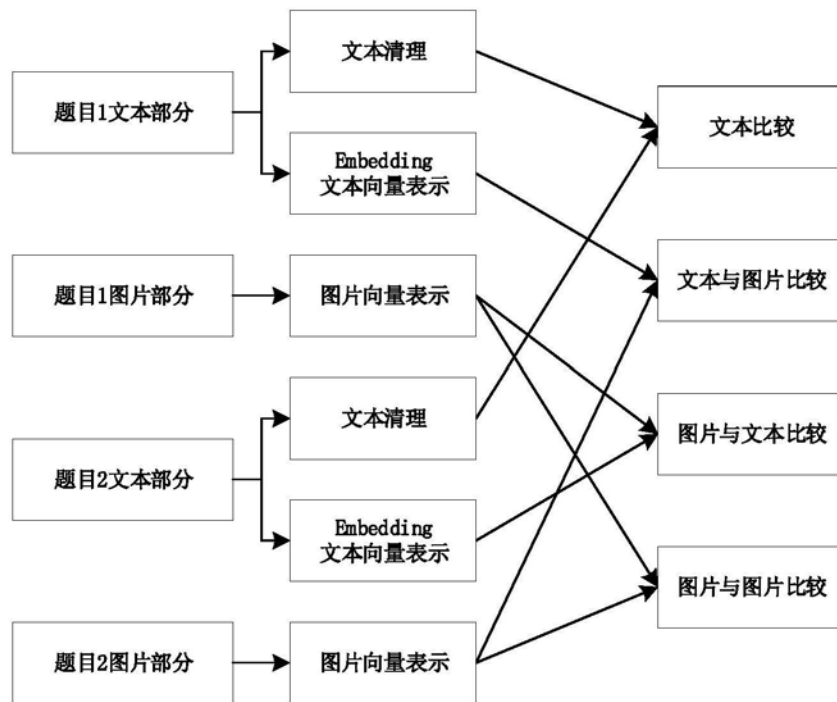 文本清理
题目1文本部分
文本比较
Embedding
文本向量表示
题目1图片部分
图片向量表示
文本与图片比较
文本清理
图片与文本比较
题目2文本部分
Embedding
文本向量表示
图片与图片比较
题目2图片部分
图片向量表示